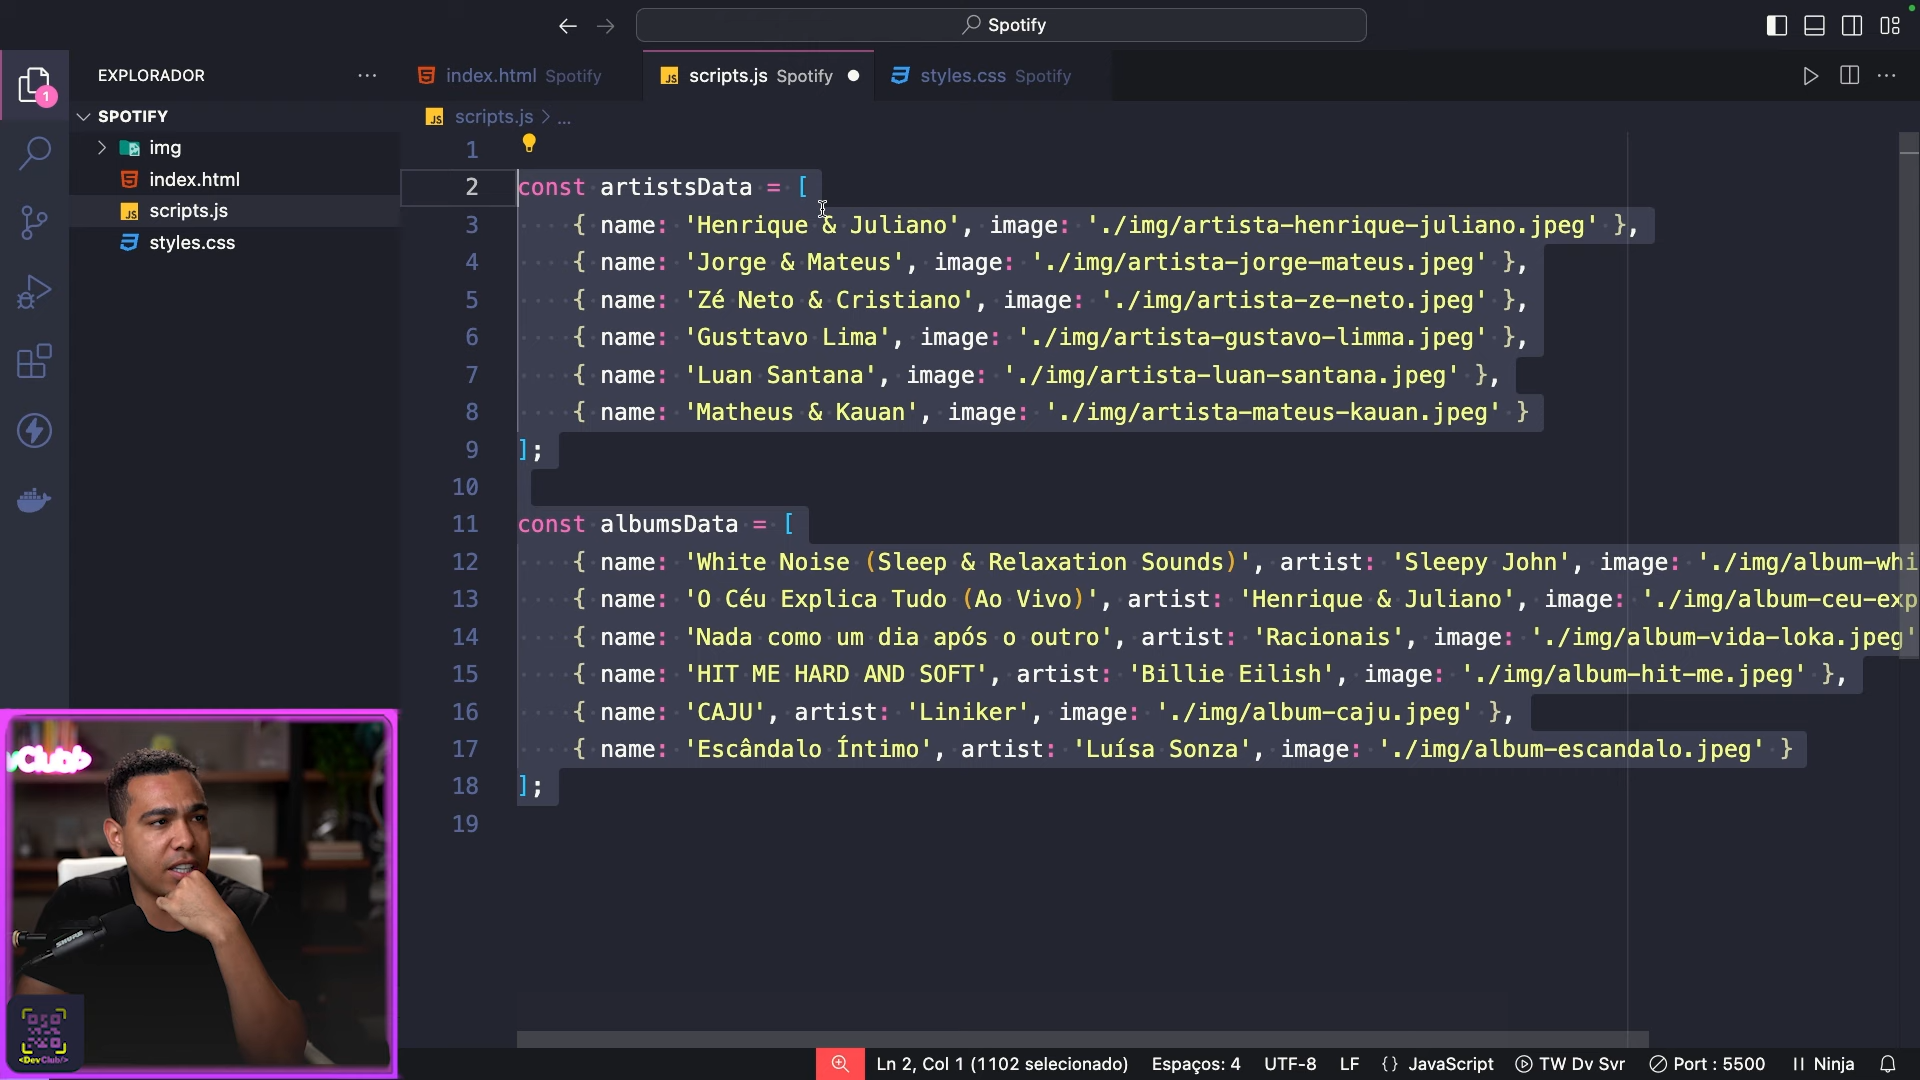 Spotify
EXPLORADOR
SPOTIFY
img
index.html
scripts.js
styles.css
1
index.html Spotify
scripts.js Spotify
styles.css Spotify
scripts.js > ...
1
2 const artistsData = [
3 { name: 'Henrique & Juliano', image: './img/artista-henrique-juliano.jpeg' },
4 { name: 'Jorge & Mateus', image: './img/artista-jorge-mateus.jpeg' },
5 { name: 'Zé Neto & Cristiano', image: './img/artista-ze-neto.jpeg' },
6 { name: 'Gusttavo Lima', image: './img/artista-gustavo-limma.jpeg' },
7 { name: 'Luan Santana', image: './img/artista-luan-santana.jpeg' },
8 { name: 'Matheus & Kauan', image: './img/artista-mateus-kauan.jpeg' }
9 ];
10
11 const albumsData = [
12 { name: 'White Noise (Sleep & Relaxation Sounds)', artist: 'Sleepy John', image: './img/album-whi
13 { name: 'O Céu Explica Tudo (Ao Vivo)', artist: 'Henrique & Juliano', image: './img/album-ceu-exp
14 { name: 'Nada como um dia após o outro', artist: 'Racionais', image: './img/album-vida-loka.jpeg'
15 { name: 'HIT ME HARD AND SOFT', artist: 'Billie Eilish', image: './img/album-hit-me.jpeg' },
16 { name: 'CAJU', artist: 'Liniker', image: './img/album-caju.jpeg' },
17 { name: 'Escândalo Íntimo', artist: 'Luísa Sonza', image: './img/album-escandalo.jpeg' }
18 ];
19
vClub/>
SHURE
<DevClub/>
Ln 2, Col 1 (1102 selecionado) Espaços: 4 UTF-8 LF {} JavaScript TW Dv Svr Port : 5500 Ninja